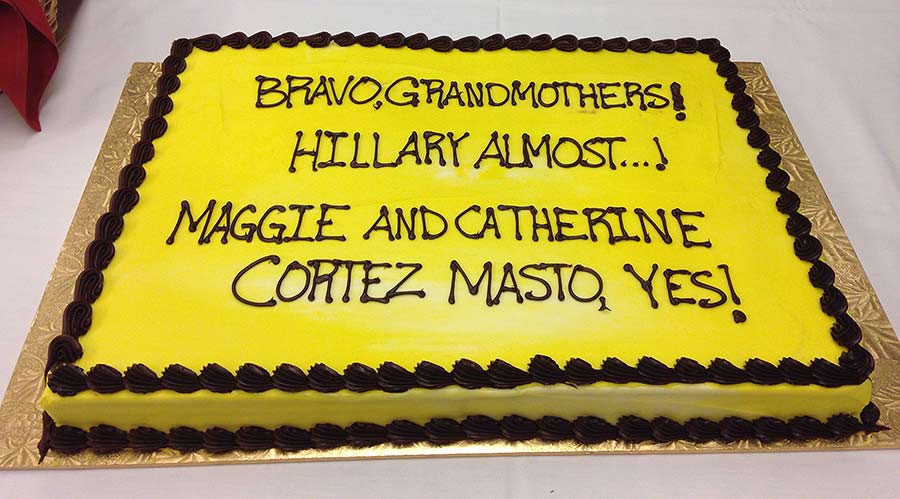 BRAVO, GRANDMOTHERS!
HILLARY ALMOST...!
MAGGIE AND CATHERINE
CORTEZ MASTO, YES!